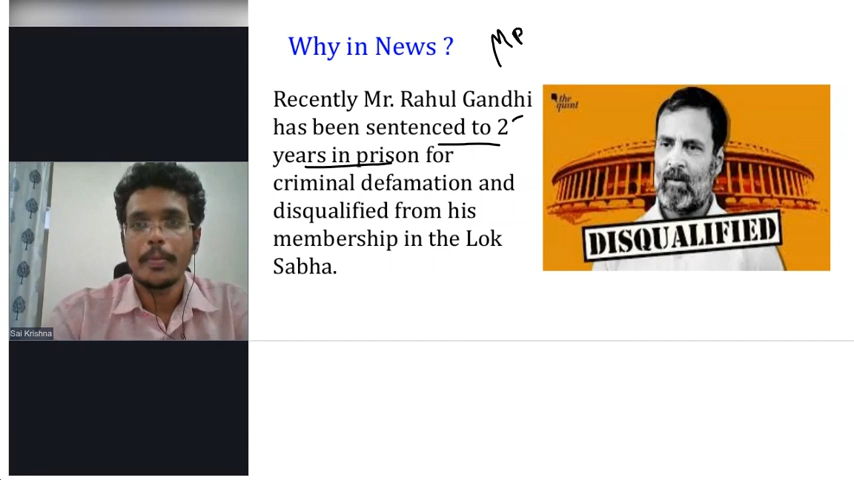 Why in News ?
MP
Recently Mr. Rahul Gandhi
has been sentenced to 2
years in prison for
criminal defamation and
disqualified from his
membership in the Lok
Sabha.
the
quint
DISQUALIFIED
Sai Krishna